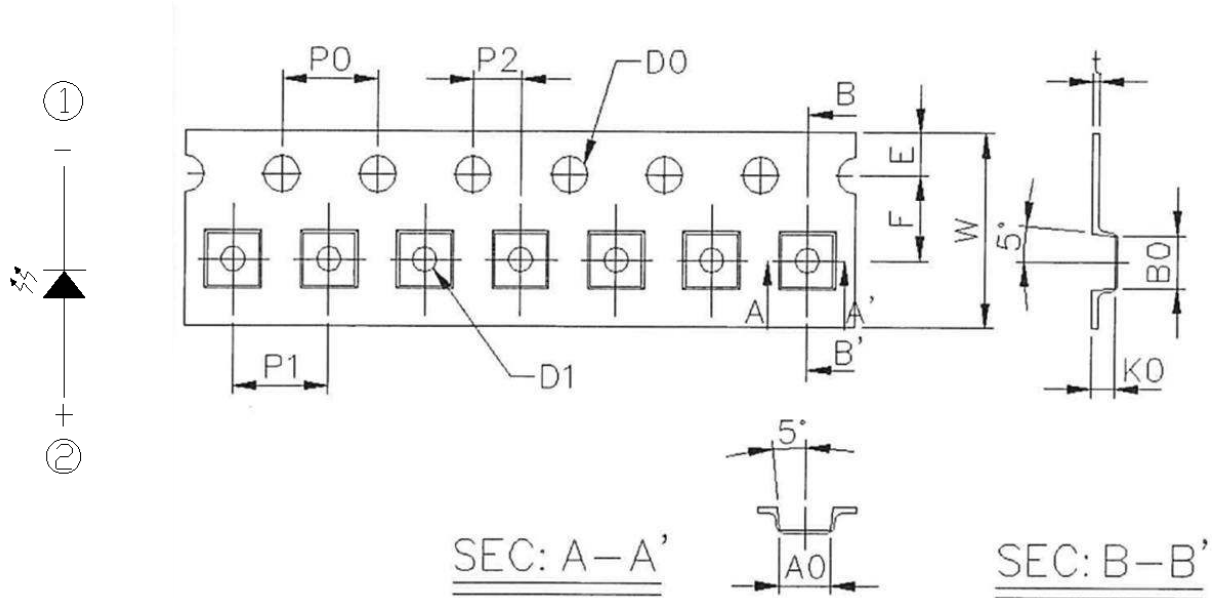 P0
P2
D0
t
B
①
-
E
F
W
5°
B0
A
A'
P1
D1
B'
K0
+
②
5°
SEC: A-A'
A0
SEC: B-B'